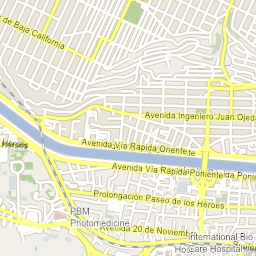 de Baja California
Avenida Ingeniero Juan Ojeda
Avenida Vía Rápida Oriente
Avenida Vía Rápida Poniente
Héroes
Prolongación Paseo de los Héroes
PBM
Photomedicine
Avenida 20 de Noviembre
International Bio
care Hospital